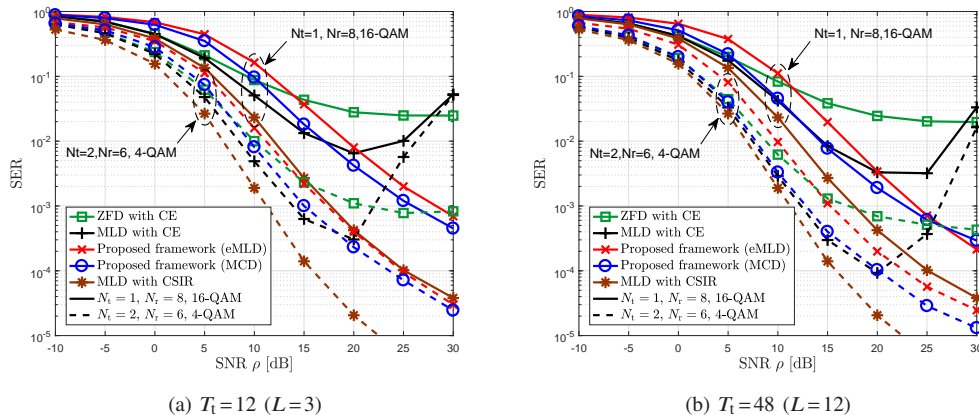 SER
10^0
10^-1
10^-2
10^-3
10^-4
10^-5
Nt=1, Nr=8,16-QAM
Nt=2,Nr=6, 4-QAM
ZFD with CE
MLD with CE
Proposed framework (eMLD)
Proposed framework (MCD)
MLD with CSIR
N_t = 1, N_r = 8, 16-QAM
N_t = 2, N_r = 6, 4-QAM
-10 -5 0 5 10 15 20 25 30
SNR ρ [dB]
(a) T_t=12 (L=3)
SER
10^0
10^-1
10^-2
10^-3
10^-4
10^-5
Nt=1, Nr=8,16-QAM
Nt=2,Nr=6, 4-QAM
ZFD with CE
MLD with CE
Proposed framework (eMLD)
Proposed framework (MCD)
MLD with CSIR
N_t = 1, N_r = 8, 16-QAM
N_t = 2, N_r = 6, 4-QAM
-10 -5 0 5 10 15 20 25 30
SNR ρ [dB]
(b) T_t=48 (L=12)